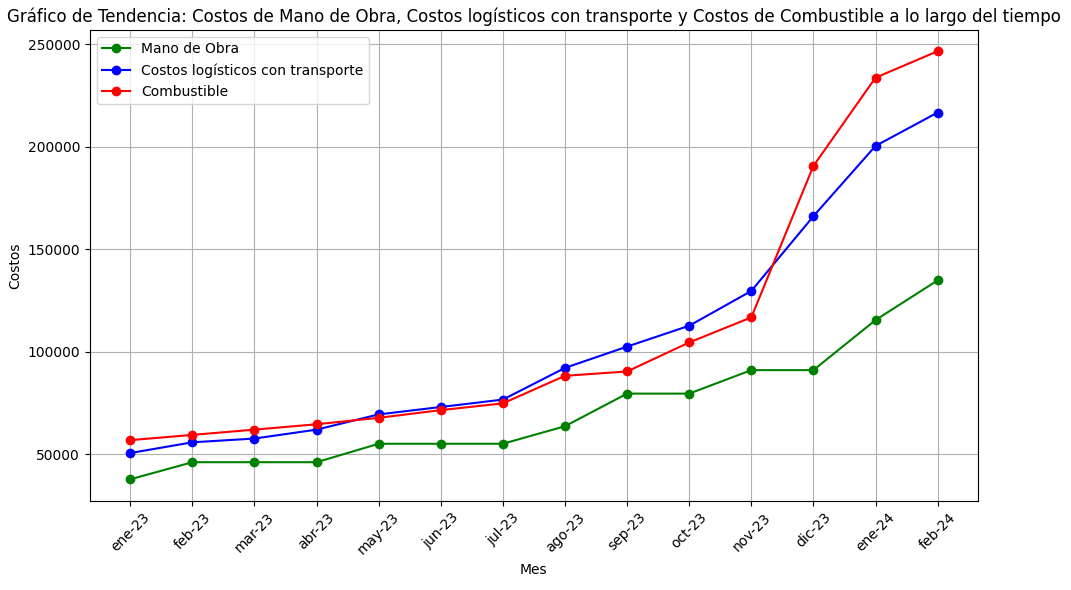 Gráfico de Tendencia: Costos de Mano de Obra, Costos logísticos con transporte y Costos de Combustible a lo largo del tiempo
Mano de Obra
Costos logísticos con transporte
Combustible
250000
200000
150000
100000
50000
Costos
ene-23
feb-23
mar-23
abr-23
may-23
jun-23
jul-23
ago-23
sep-23
oct-23
nov-23
dic-23
ene-24
feb-24
Mes